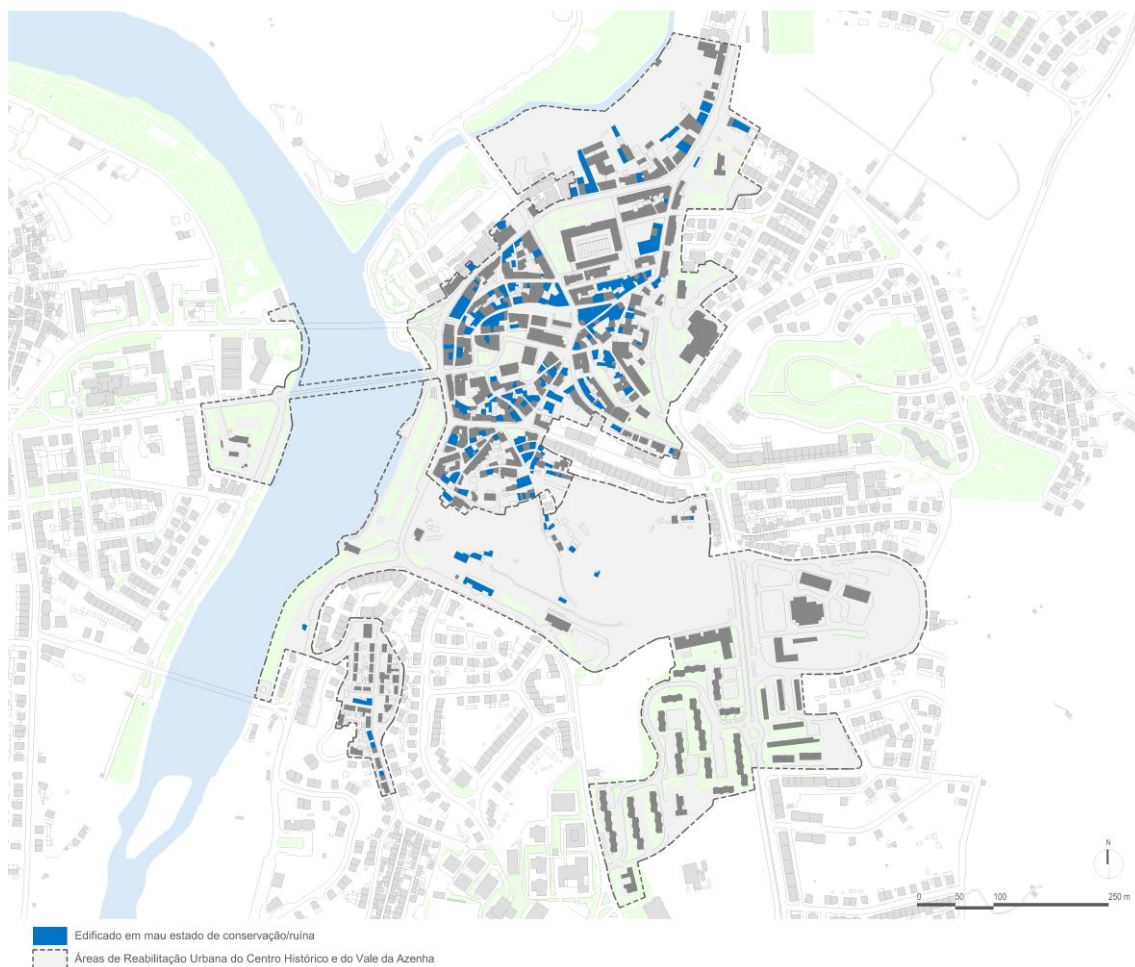 N
0 50 100 250 m
Edificado em mau estado de conservação/ruína
Áreas de Reabilitação Urbana do Centro Histórico e do Vale da Azenha